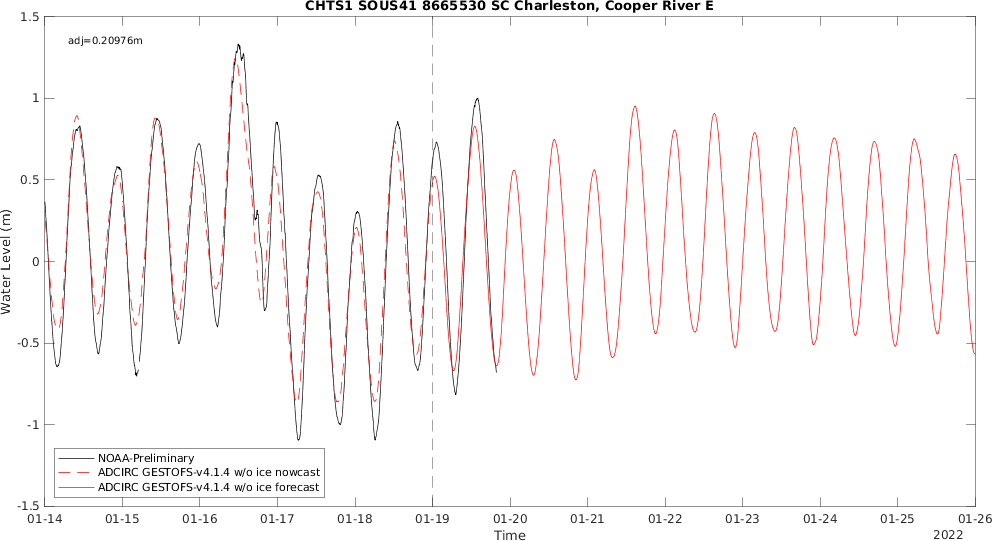 CHTS1 SOUS41 8665530 SC Charleston, Cooper River E
adj=0.20976m
1.5
1
0.5
0
-0.5
-1
-1.5
Water Level (m)
NOAA-Preliminary
ADCIRC GESTOFS-v4.1.4 w/o ice nowcast
ADCIRC GESTOFS-v4.1.4 w/o ice forecast
01-14 01-15 01-16 01-17 01-18 01-19 01-20 01-21 01-22 01-23 01-24 01-25 01-26
Time
2022